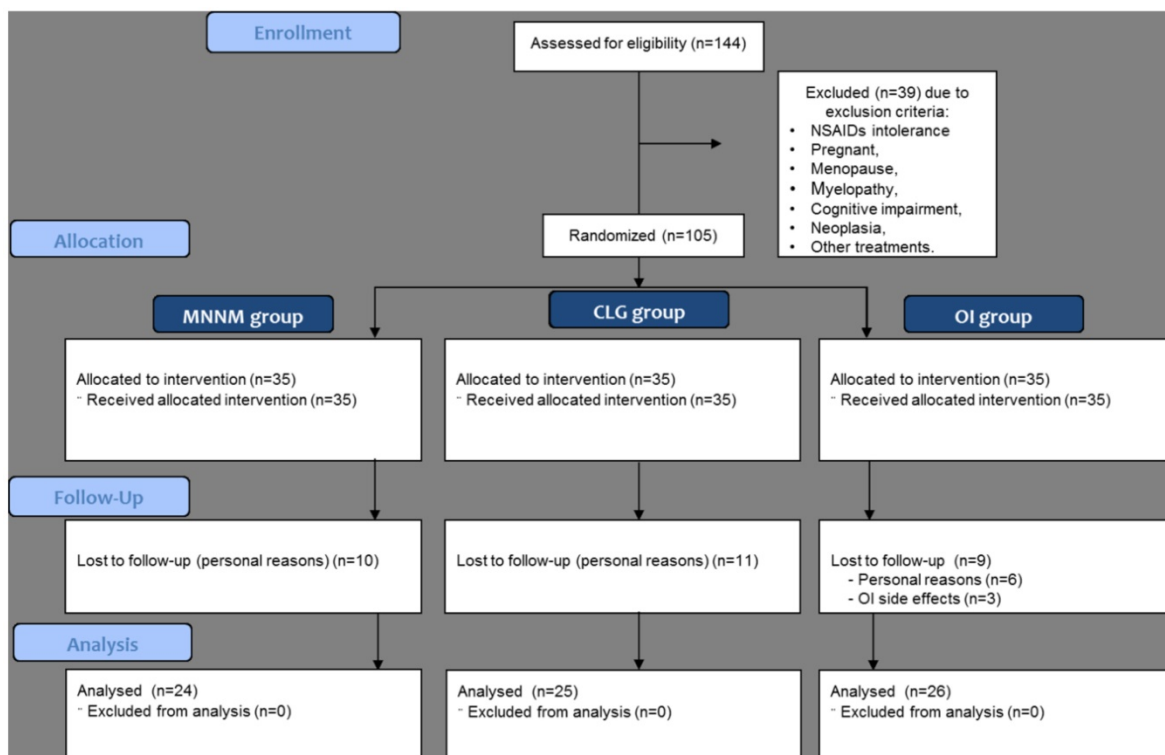 Enrollment
Assessed for eligibility (n=144)
Excluded (n=39) due to
exclusion criteria:
• NSAIDs intolerance
• Pregnant,
• Menopause,
• Myelopathy,
• Cognitive impairment,
• Neoplasia,
• Other treatments.
Allocation
Randomized (n=105)
MNNM group
CLG group
OI group
Allocated to intervention (n=35)
¨ Received allocated intervention (n=35)
Allocated to intervention (n=35)
¨ Received allocated intervention (n=35)
Allocated to intervention (n=35)
¨ Received allocated intervention (n=35)
Follow-Up
Lost to follow-up (personal reasons) (n=10)
Lost to follow-up (personal reasons) (n=11)
Lost to follow-up (n=9)
- Personal reasons (n=6)
- OI side effects (n=3)
Analysis
Analysed (n=24)
¨ Excluded from analysis (n=0)
Analysed (n=25)
¨ Excluded from analysis (n=0)
Analysed (n=26)
¨ Excluded from analysis (n=0)